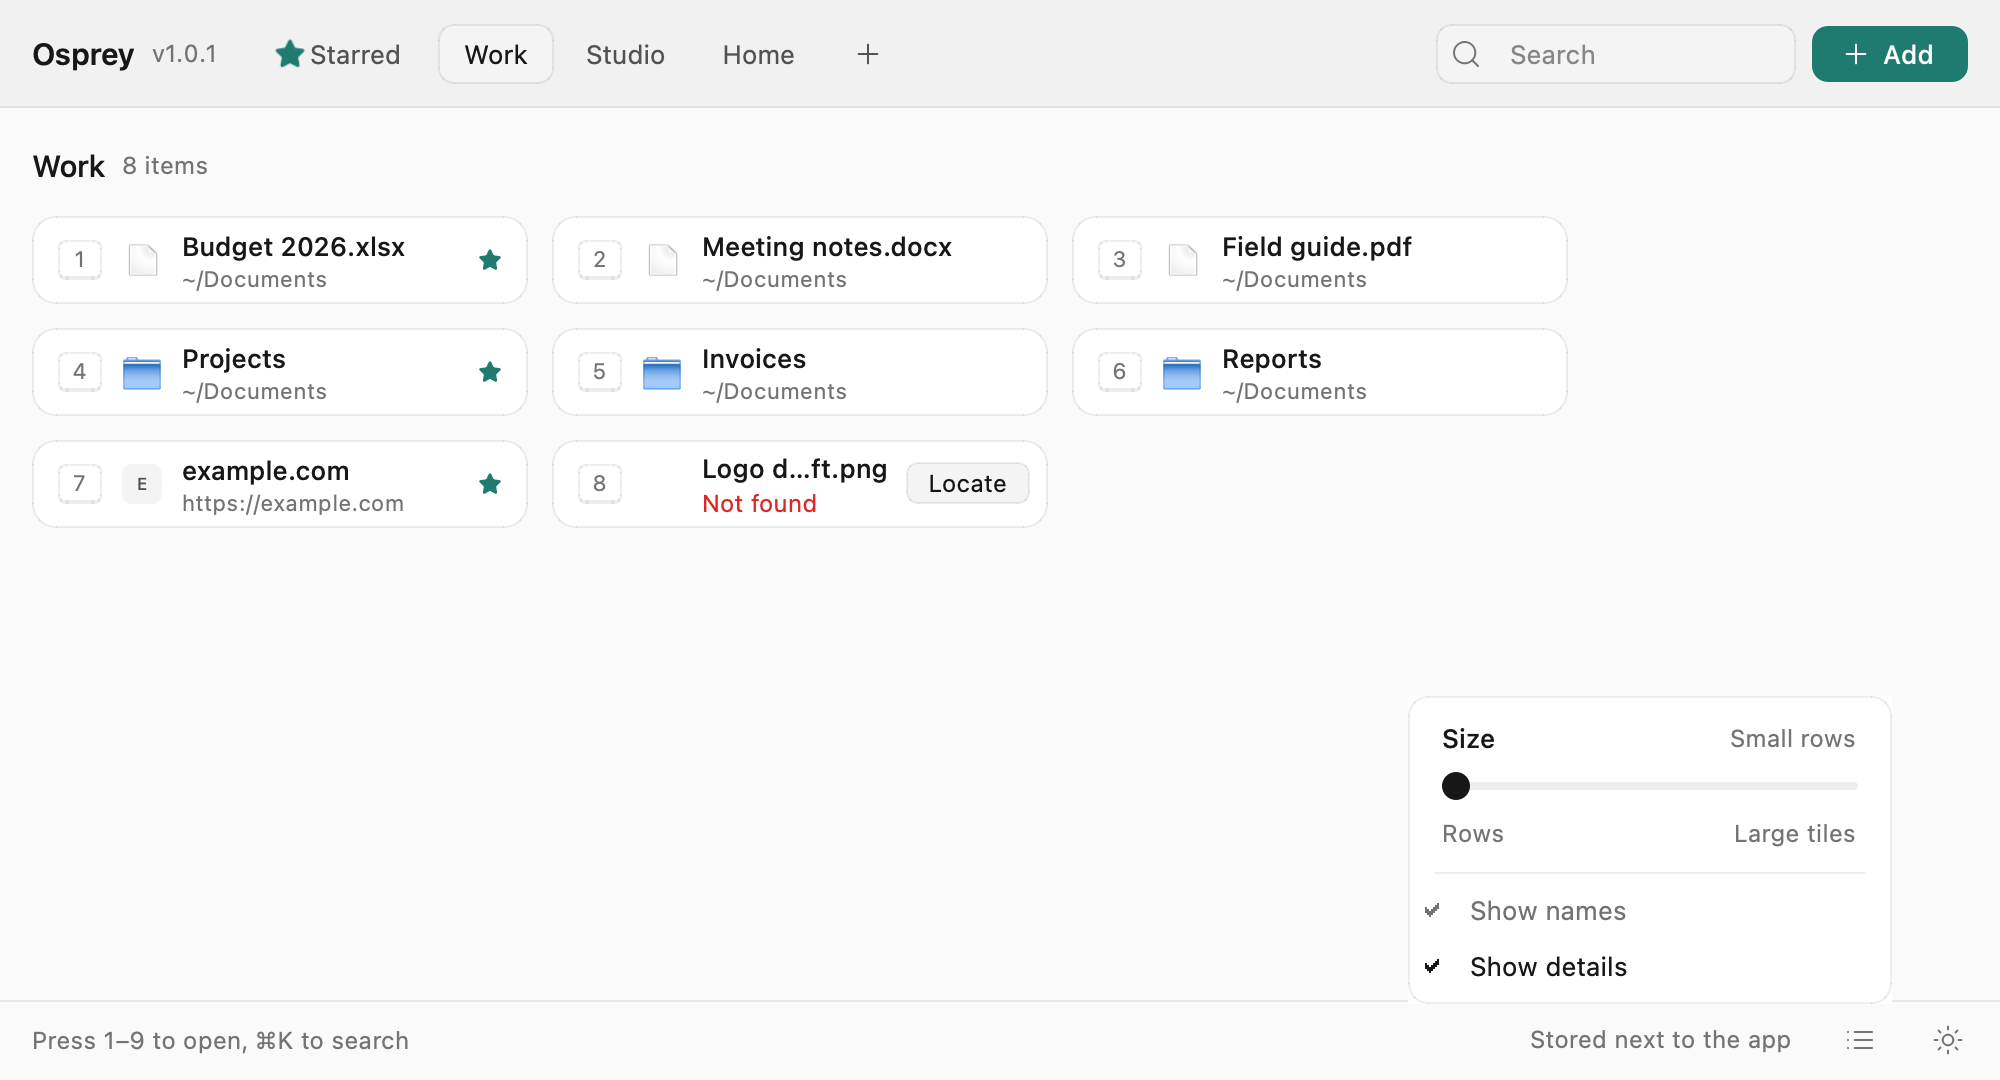 Osprey v1.0.1 Starred Work Studio Home + Search + Add
Work 8 items
1 Budget 2026.xlsx
~/Documents
2 Meeting notes.docx
~/Documents
3 Field guide.pdf
~/Documents
4 Projects
~/Documents
5 Invoices
~/Documents
6 Reports
~/Documents
7 E example.com
https://example.com
8 Logo d...ft.png
Not found
Locate
Size Small rows
Rows Large tiles
Show names
Show details
Press 1–9 to open, ⌘K to search
Stored next to the app